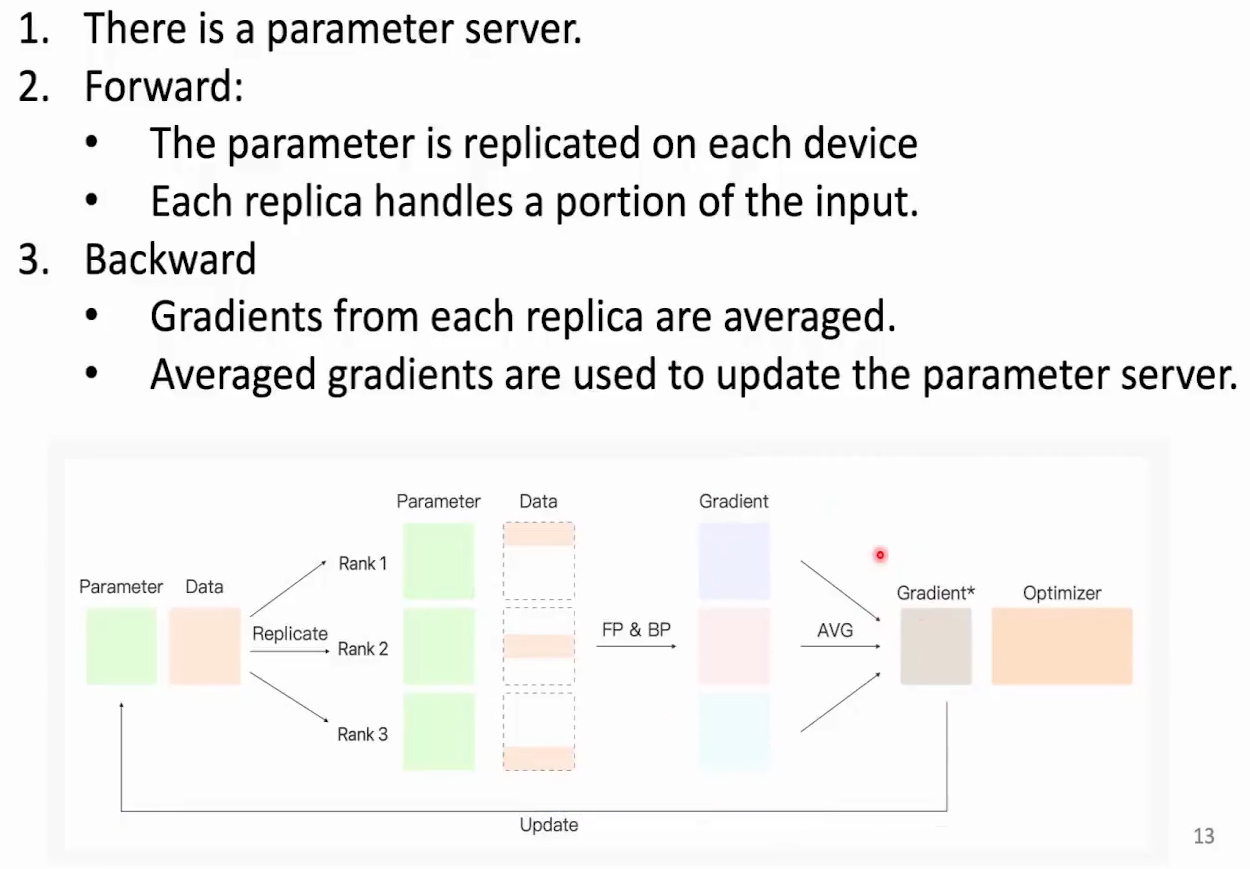 1. There is a parameter server.
2. Forward:
• The parameter is replicated on each device
• Each replica handles a portion of the input.
3. Backward
• Gradients from each replica are averaged.
• Averaged gradients are used to update the parameter server.
Parameter Data Gradient
Rank 1
Parameter Data
Gradient* Optimizer
Replicate
Rank 2
FP & BP
AVG
Rank 3
Update
13